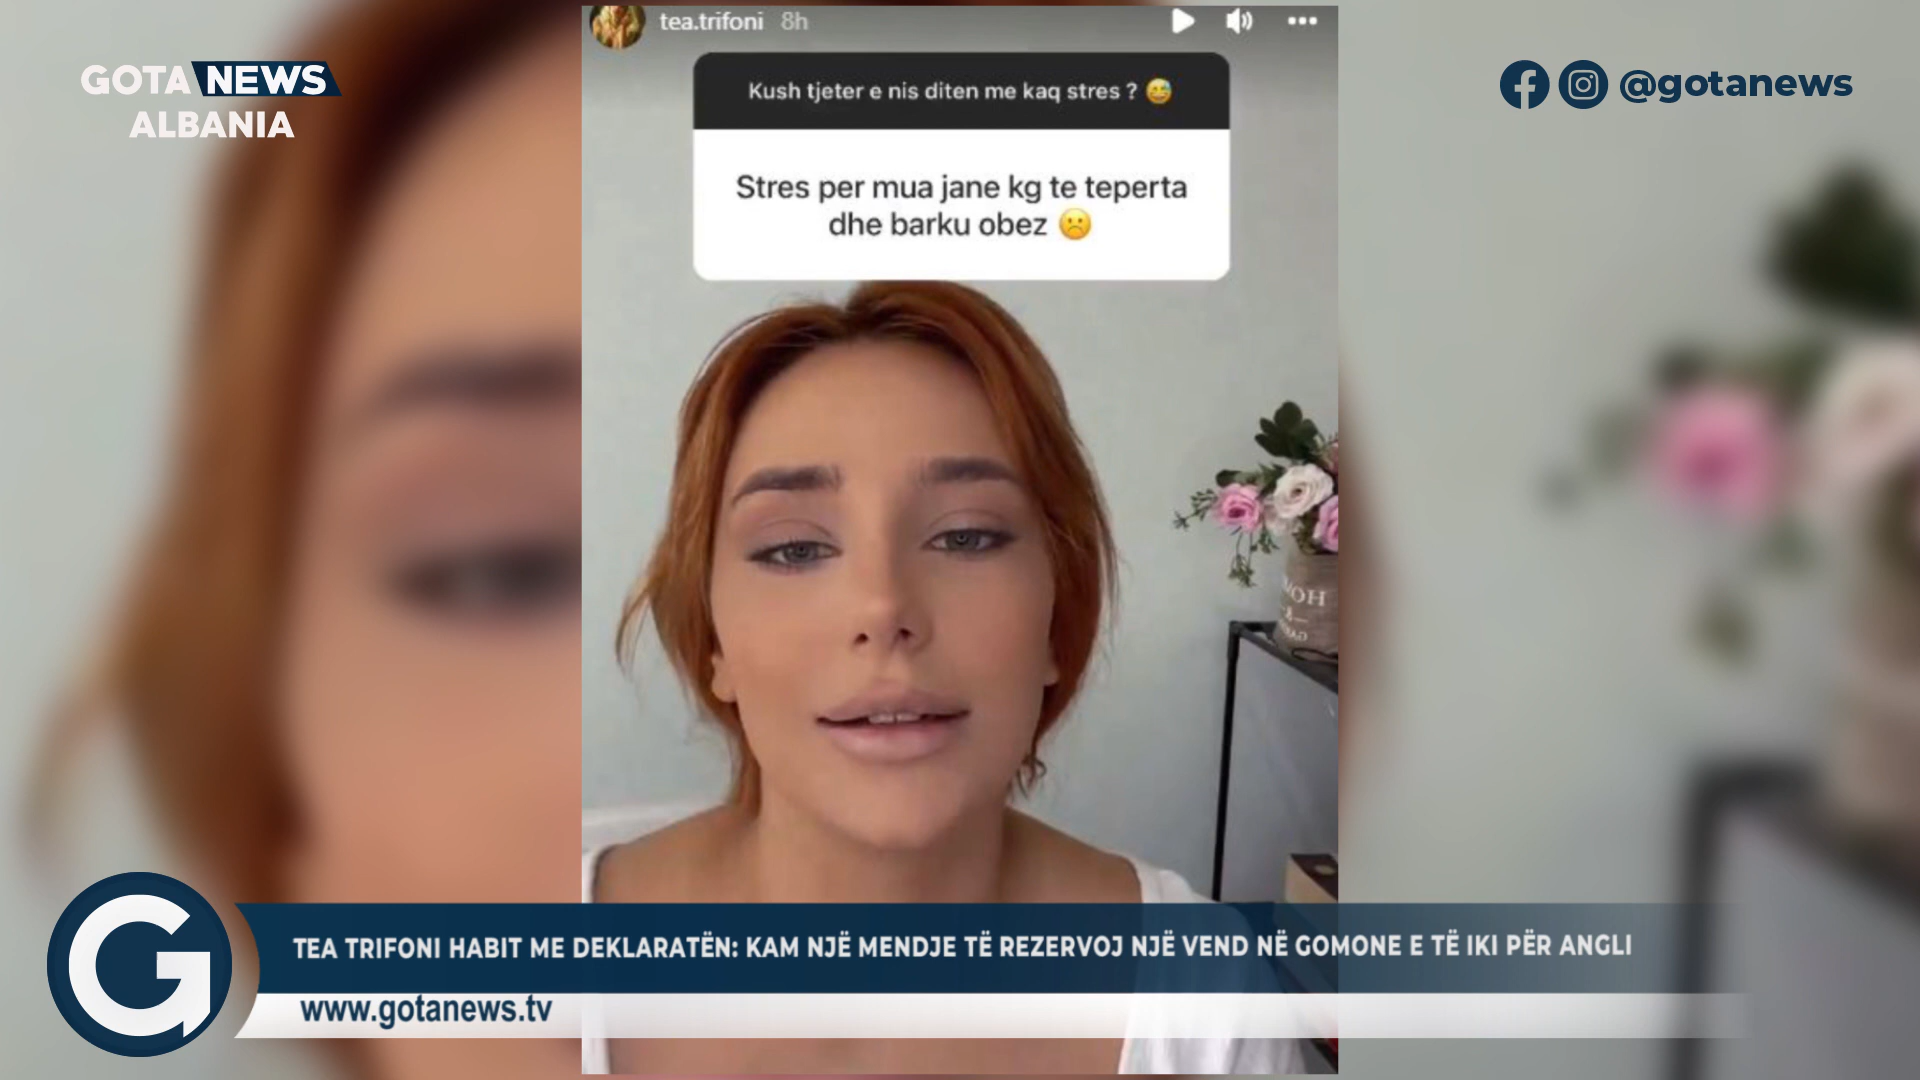 GOTA NEWS
ALBANIA
tea.trifoni 8h
@gotanews
Kush tjeter e nis diten me kaq stres ? 😅
Stres per mua jane kg te teperta
dhe barku obez ☹️
HOM
&
GAR
G
TEA TRIFONI HABIT ME DEKLARATËN: KAM NJË MENDJE TË REZERVOJ NJË VEND NË GOMONE E TË IKI PËR ANGLI
www.gotanews.tv